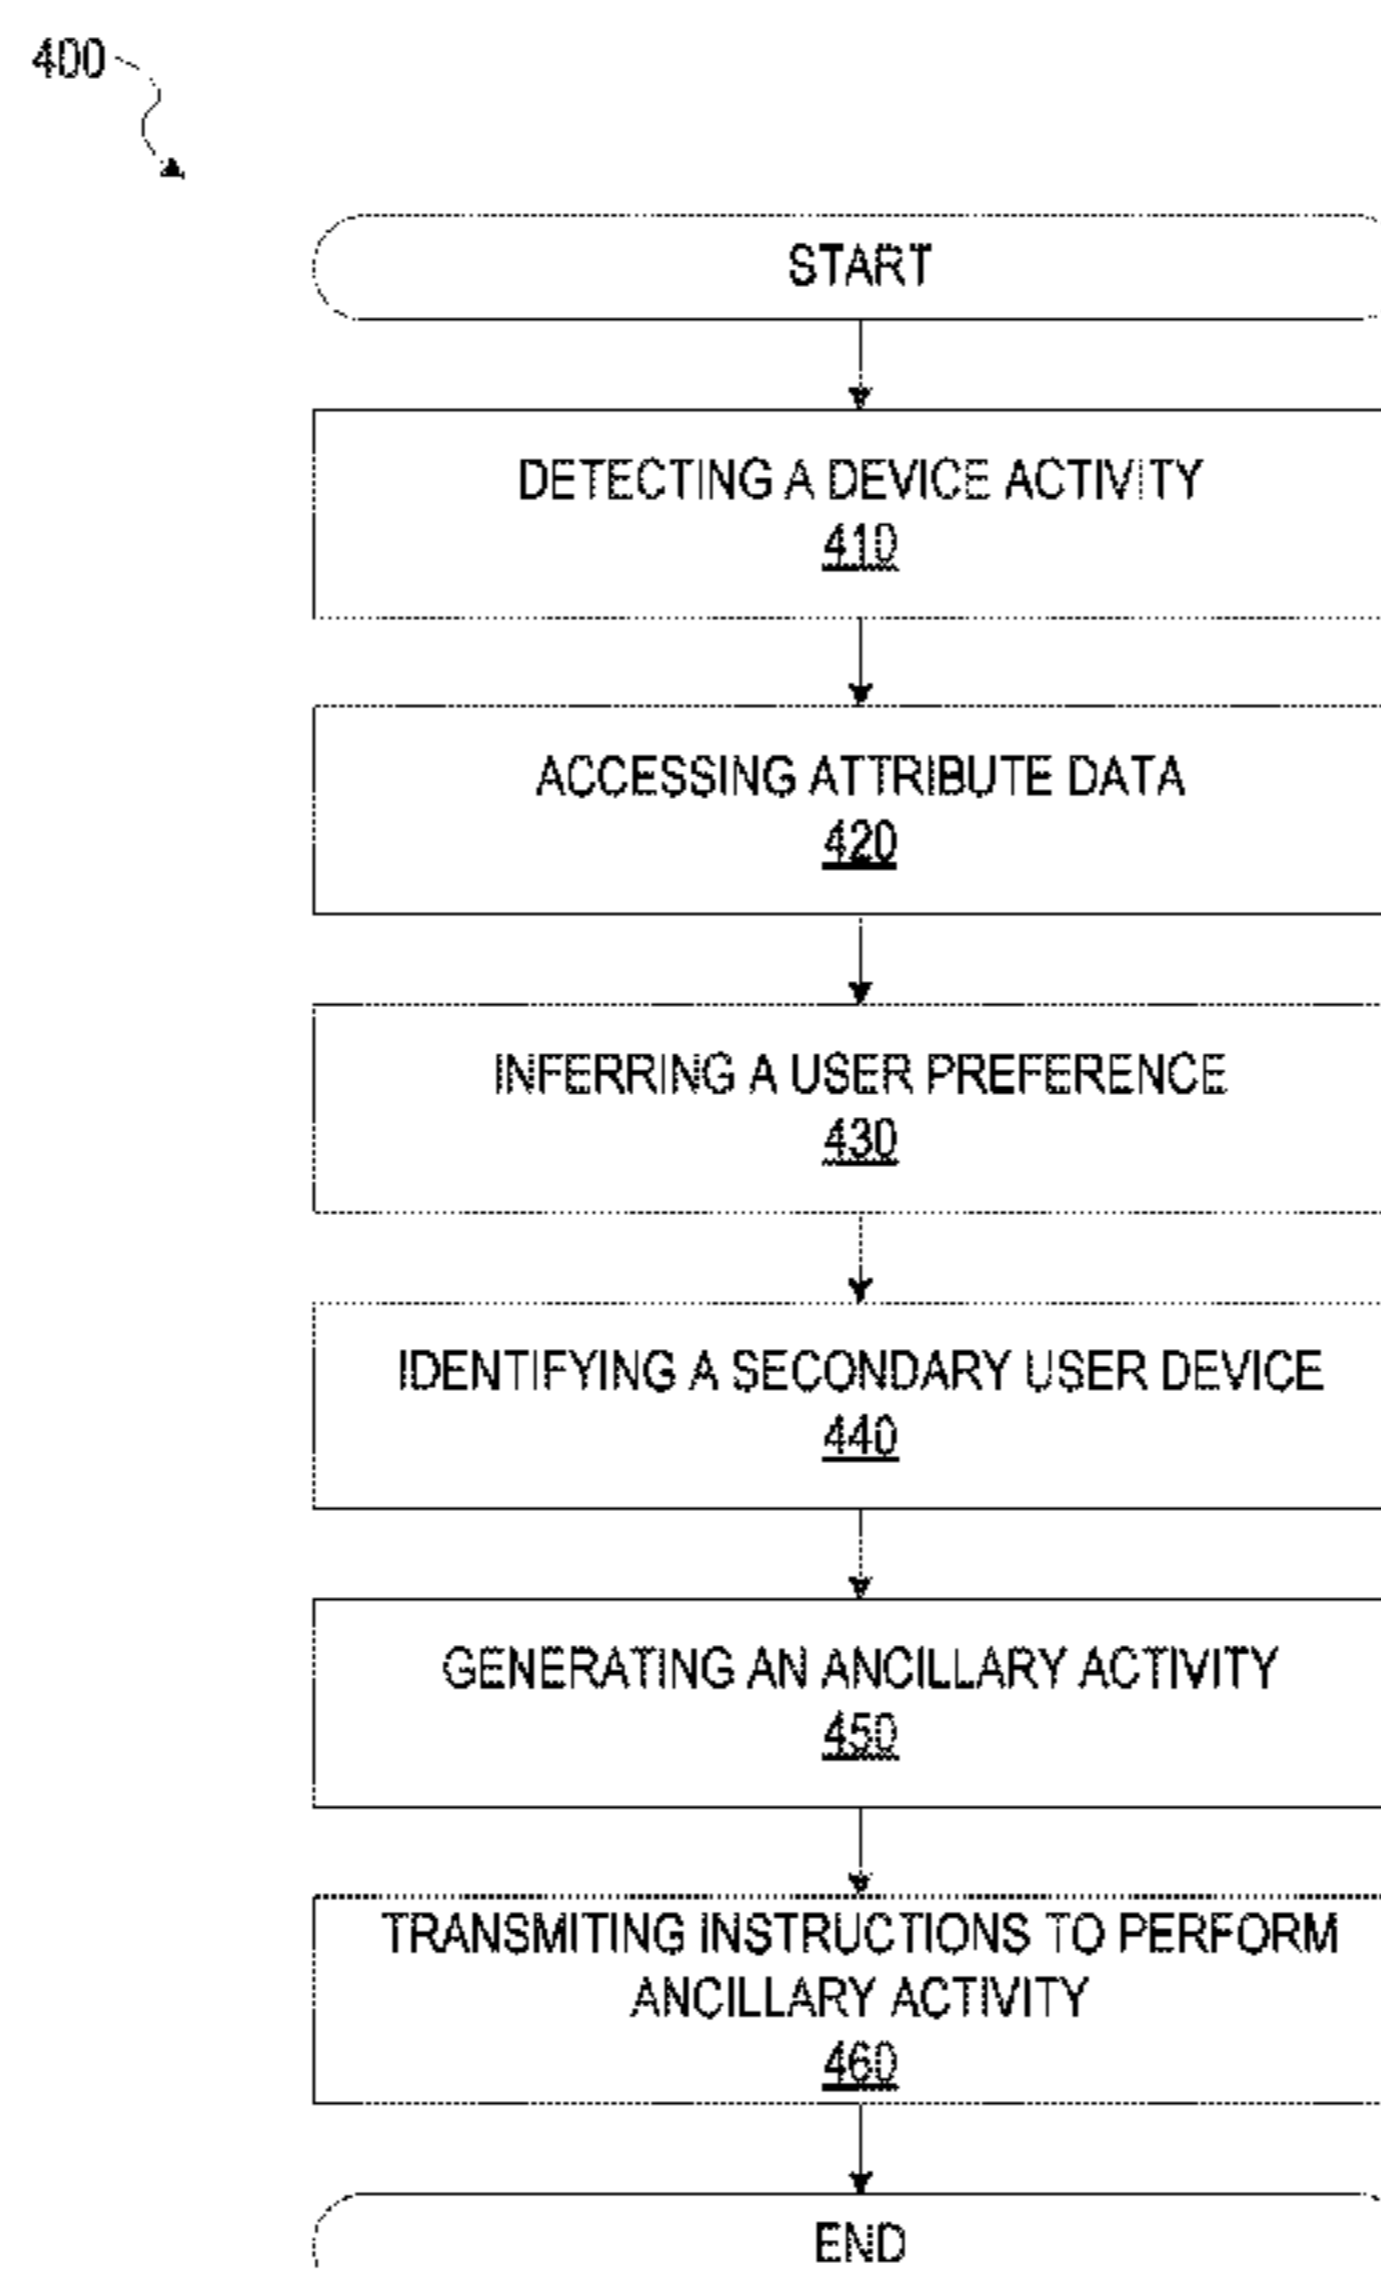 400
START
DETECTING A DEVICE ACTIVITY
410
ACCESSING ATTRIBUTE DATA
420
INFERRING A USER PREFERENCE
430
IDENTIFYING A SECONDARY USER DEVICE
440
GENERATING AN ANCILLARY ACTIVITY
450
TRANSMITING INSTRUCTIONS TO PERFORM
ANCILLARY ACTIVITY
460
END